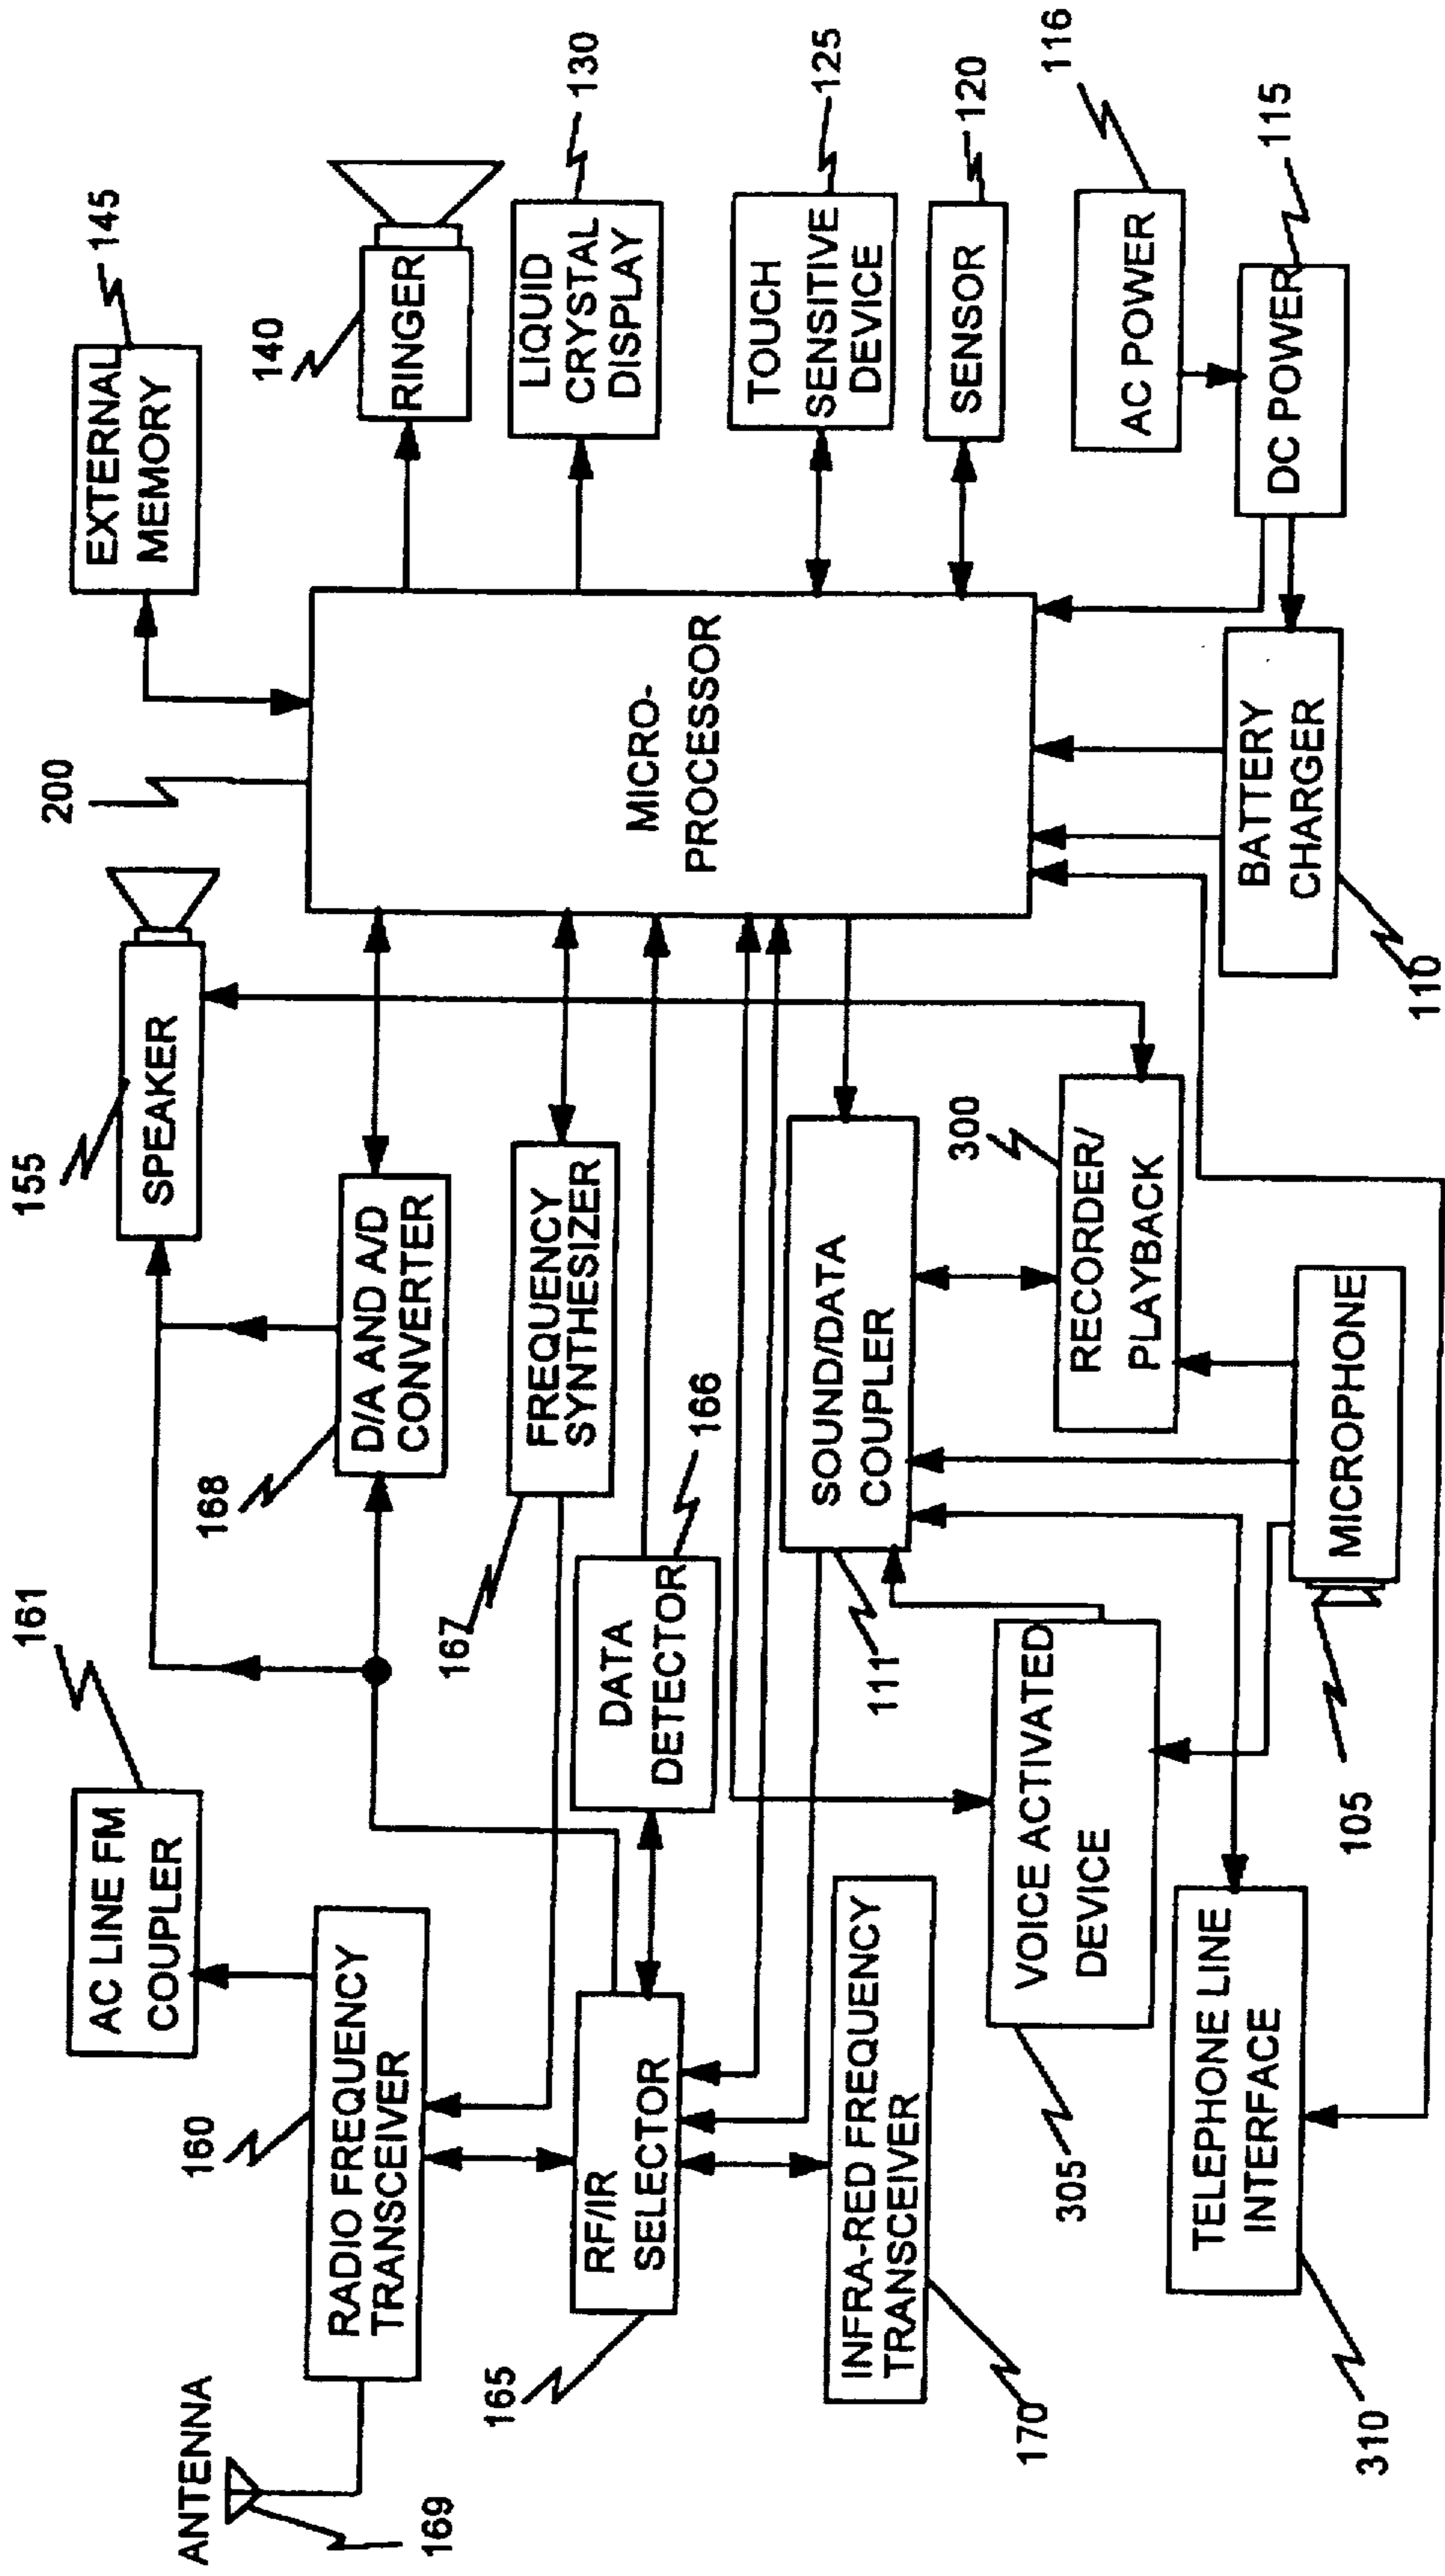 ANTENNA
169
160
RADIO FREQUENCY
TRANSCEIVER
161
AC LINE FM
COUPLER
155
SPEAKER
200
145
EXTERNAL
MEMORY
168
D/A AND A/D
CONVERTER
140
RINGER
130
LIQUID
CRYSTAL
DISPLAY
167
FREQUENCY
SYNTHESIZER
MICRO-
PROCESSOR
165
RF/IR
SELECTOR
DATA
DETECTOR
166
125
TOUCH
SENSITIVE
DEVICE
170
INFRA-RED FREQUENCY
TRANSCEIVER
111
SOUND/DATA
COUPLER
120
SENSOR
305
VOICE ACTIVATED
DEVICE
300
RECORDER/
PLAYBACK
116
AC POWER
310
TELEPHONE LINE
INTERFACE
105
MICROPHONE
110
BATTERY
CHARGER
115
DC POWER